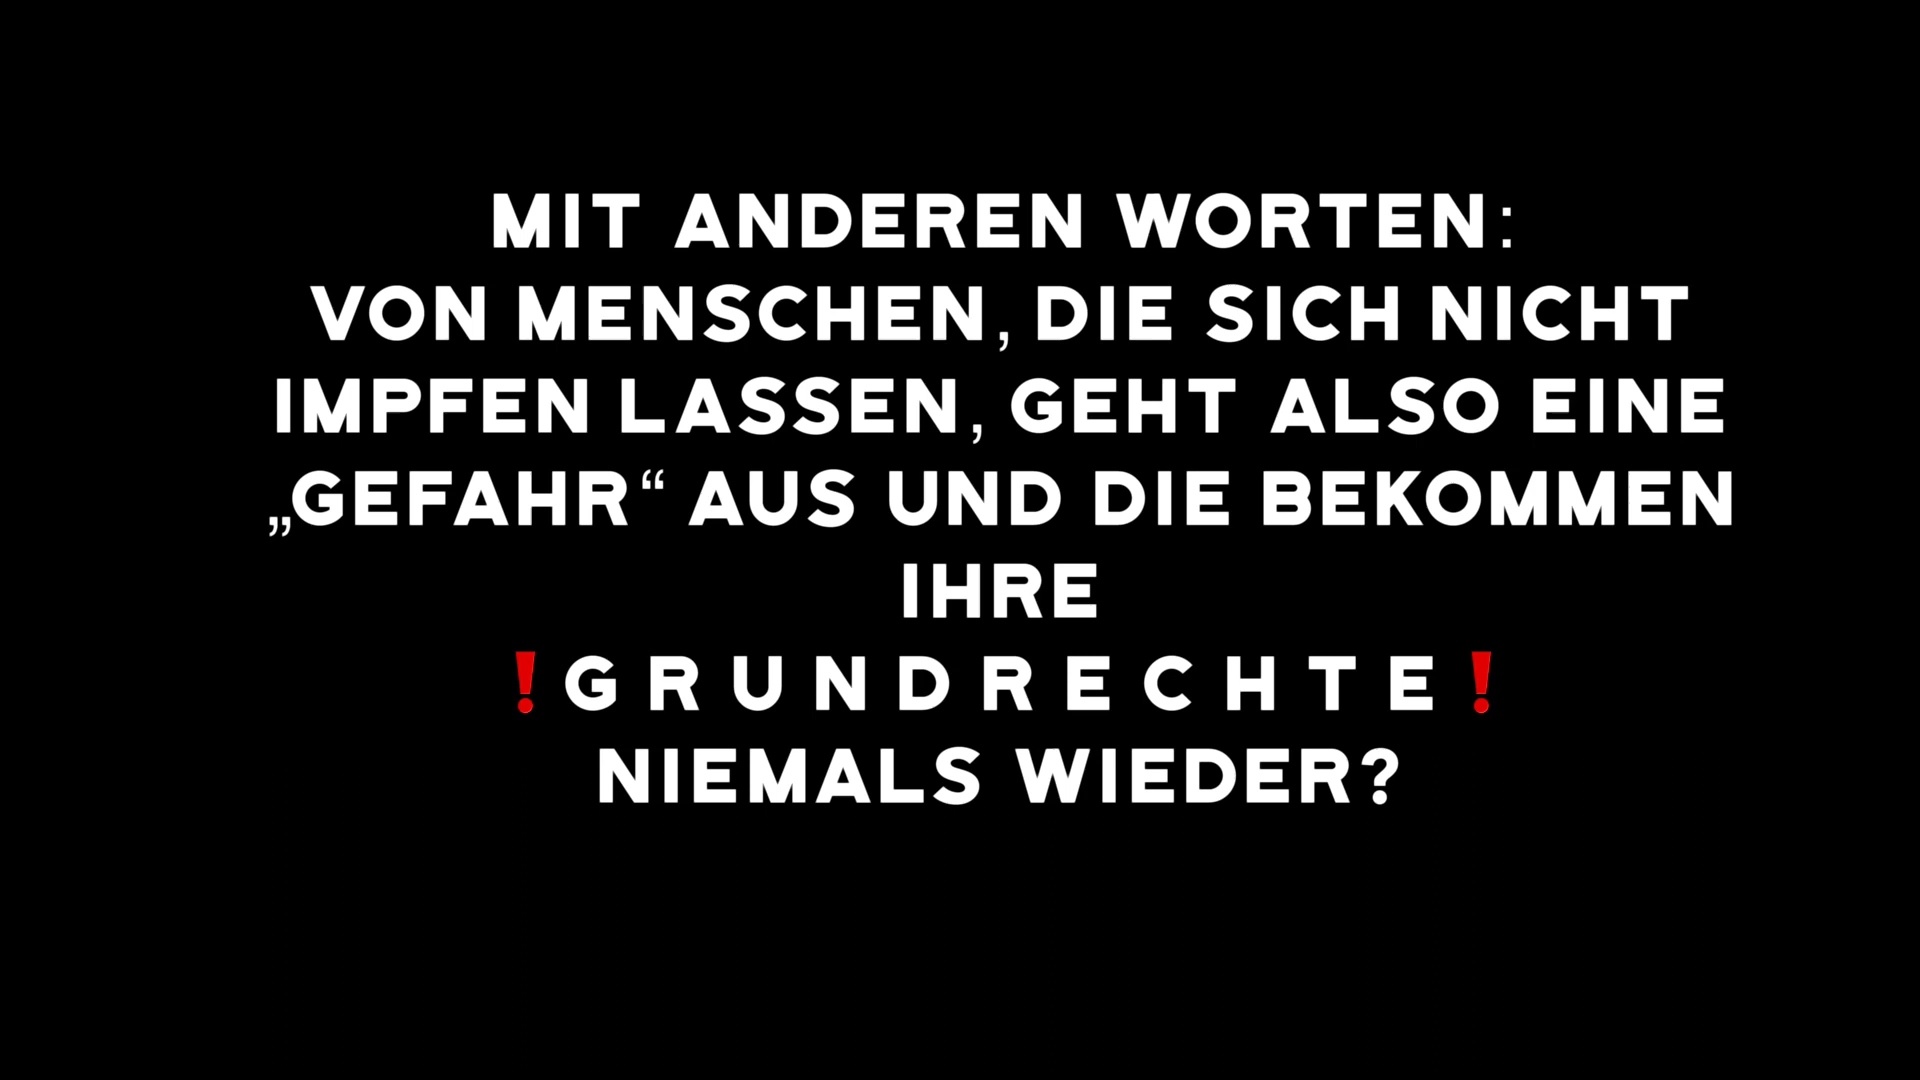 MIT ANDEREN WORTEN:
VON MENSCHEN, DIE SICH NICHT
IMPFEN LASSEN, GEHT ALSO EINE
„GEFAHR“ AUS UND DIE BEKOMMEN
IHRE
❗G R U N D R E C H T E❗
NIEMALS WIEDER?